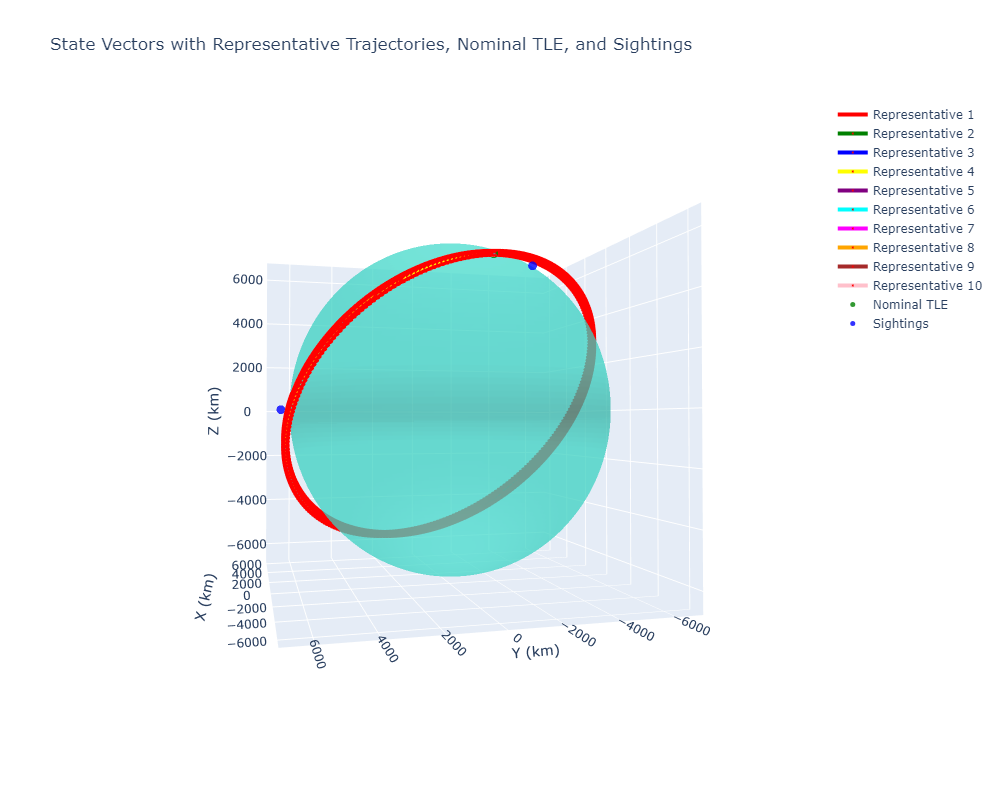 State Vectors with Representative Trajectories, Nominal TLE, and Sightings
Representative 1
Representative 2
Representative 3
Representative 4
Representative 5
Representative 6
Representative 7
Representative 8
Representative 9
Representative 10
Nominal TLE
Sightings
6000
4000
2000
0
−2000
−4000
−6000
Z (km)
6000
4000
2000
0
−2000
−4000
−6000
X (km)
6000
4000
2000
0
−2000
−4000
−6000
Y (km)